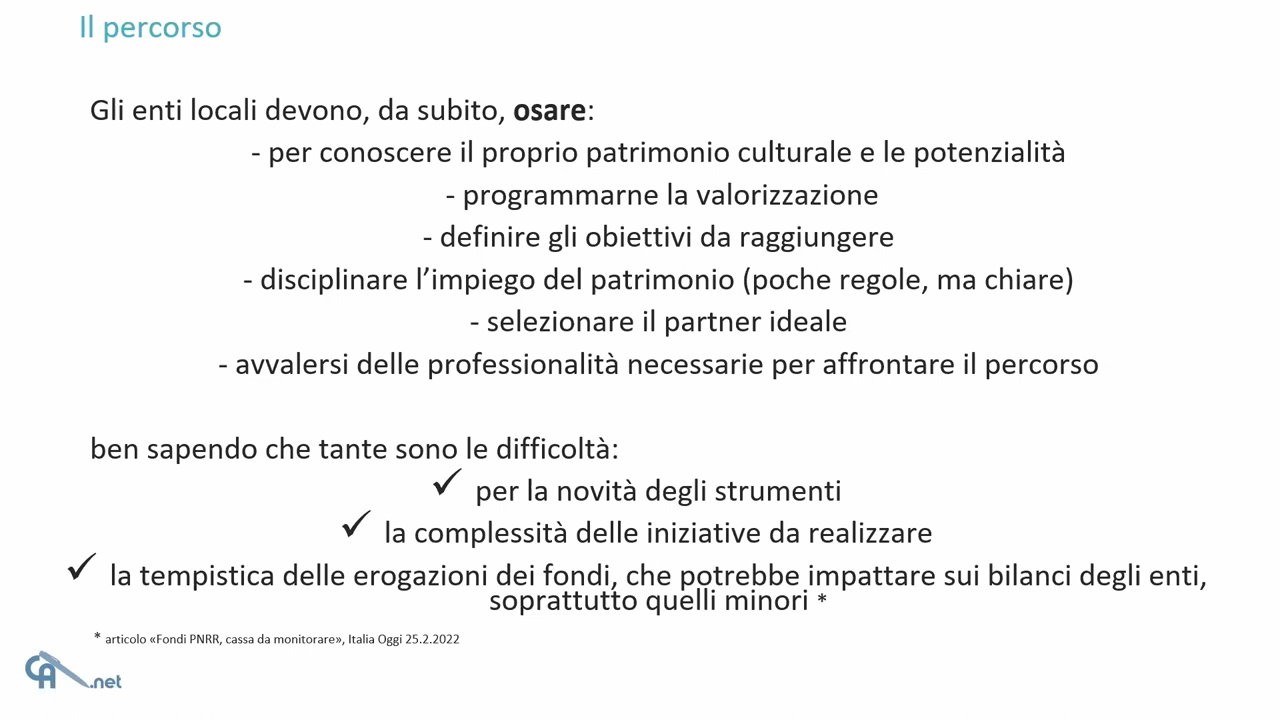 Il percorso
Gli enti locali devono, da subito, osare:
- per conoscere il proprio patrimonio culturale e le potenzialità
- programmarne la valorizzazione
- definire gli obiettivi da raggiungere
- disciplinare l’impiego del patrimonio (poche regole, ma chiare)
- selezionare il partner ideale
- avvalersi delle professionalità necessarie per affrontare il percorso
ben sapendo che tante sono le difficoltà:
✓ per la novità degli strumenti
✓ la complessità delle iniziative da realizzare
✓ la tempistica delle erogazioni dei fondi, che potrebbe impattare sui bilanci degli enti,
soprattutto quelli minori *
* articolo «Fondi PNRR, cassa da monitorare», Italia Oggi 25.2.2022
CA.net